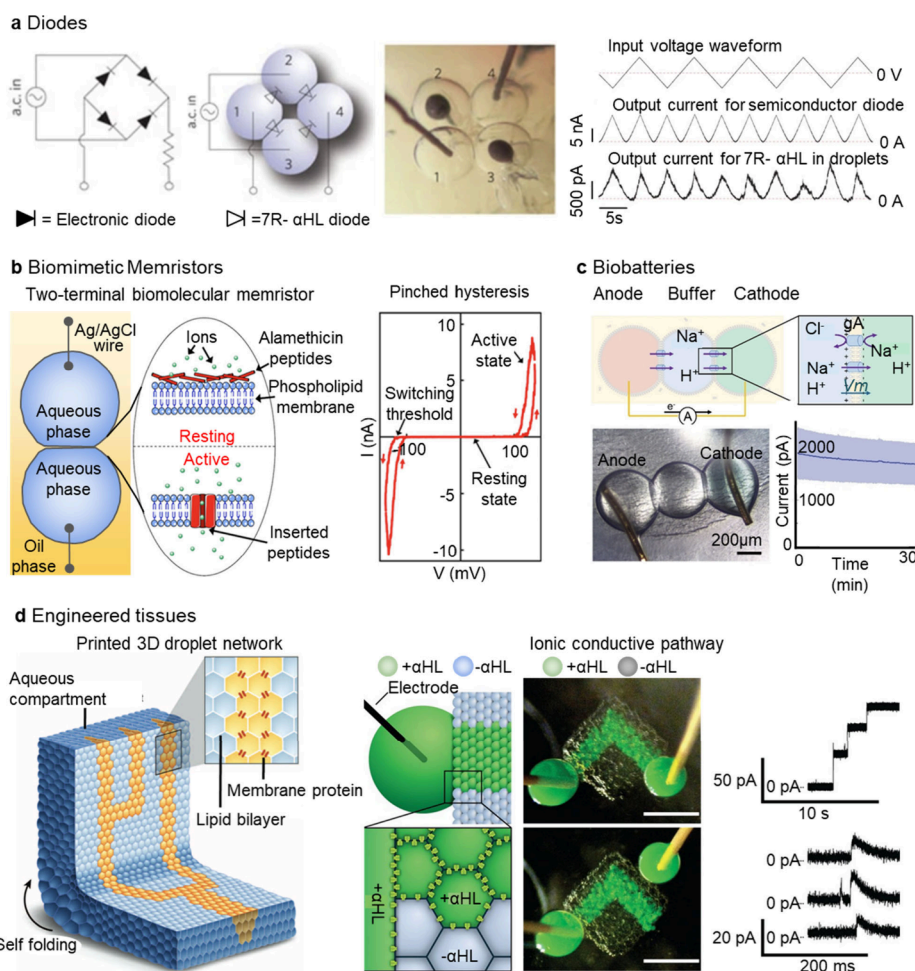 a Diodes
a.c. in
a.c. in
2
1
4
3
2
4
1
3
= Electronic diode
=7R- αHL diode
Input voltage waveform
0 V
Output current for semiconductor diode
5 nA
0 A
Output current for 7R- αHL in droplets
500 pA
0 A
5s
b Biomimetic Memristors
Two-terminal biomolecular memristor
Ag/AgCl
wire
Aqueous
phase
Aqueous
phase
Oil
phase
Ions
Alamethicin
peptides
Phospholipid
membrane
Resting
Active
Inserted
peptides
Pinched hysteresis
10
5
-5
-10
I (nA)
Active
state
Switching
threshold
100
100
Resting
state
V (mV)
c Biobatteries
Anode Buffer Cathode
Na+
H+
e-
A
gA
Cl-
Na+
H+
Na+
H+
Vm
Anode
Cathode
200μm
Current (pA)
2000
1000
0
0
30
Time
(min)
d Engineered tissues
Printed 3D droplet network
Aqueous
compartment
Membrane protein
Lipid bilayer
Self folding
+αHL
-αHL
Electrode
+αHL
+αHL
-αHL
Ionic conductive pathway
+αHL
-αHL
50 pA
0 pA
10 s
0 pA
0 pA
20 pA
0 pA
200 ms